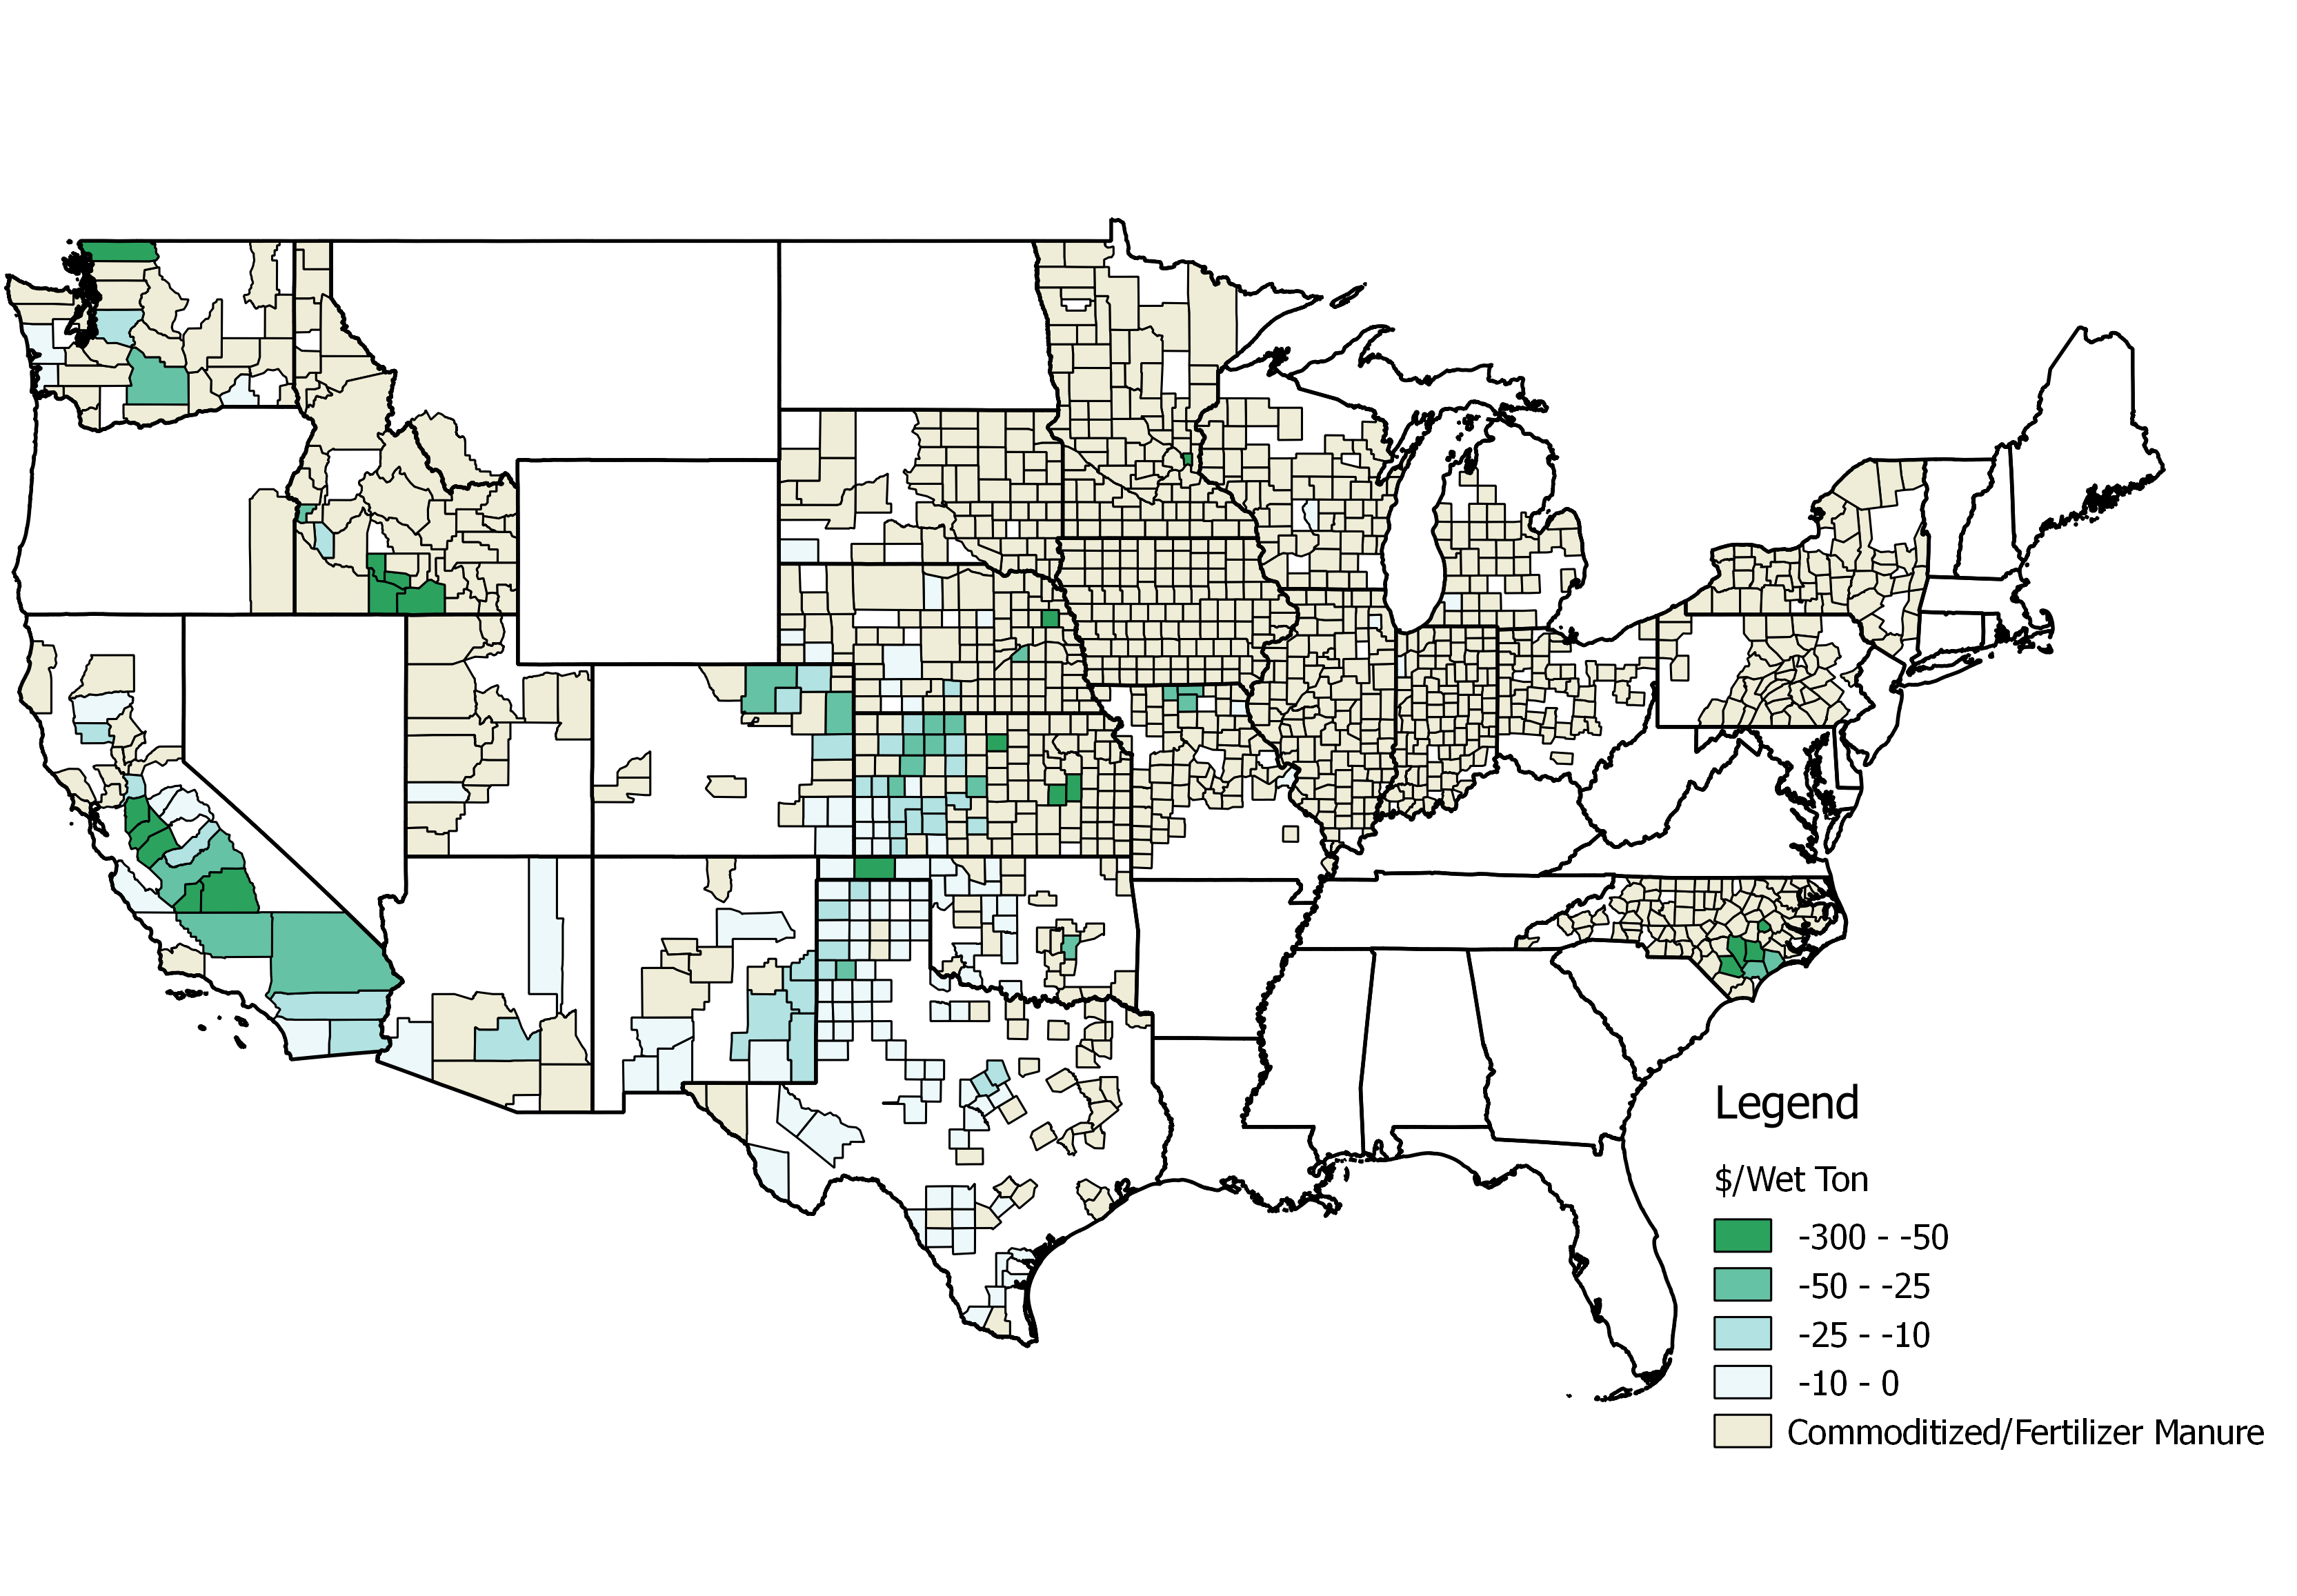 Legend
$/Wet Ton
-300 - -50
-50 - -25
-25 - -10
-10 - 0
Commoditized/Fertilizer Manure